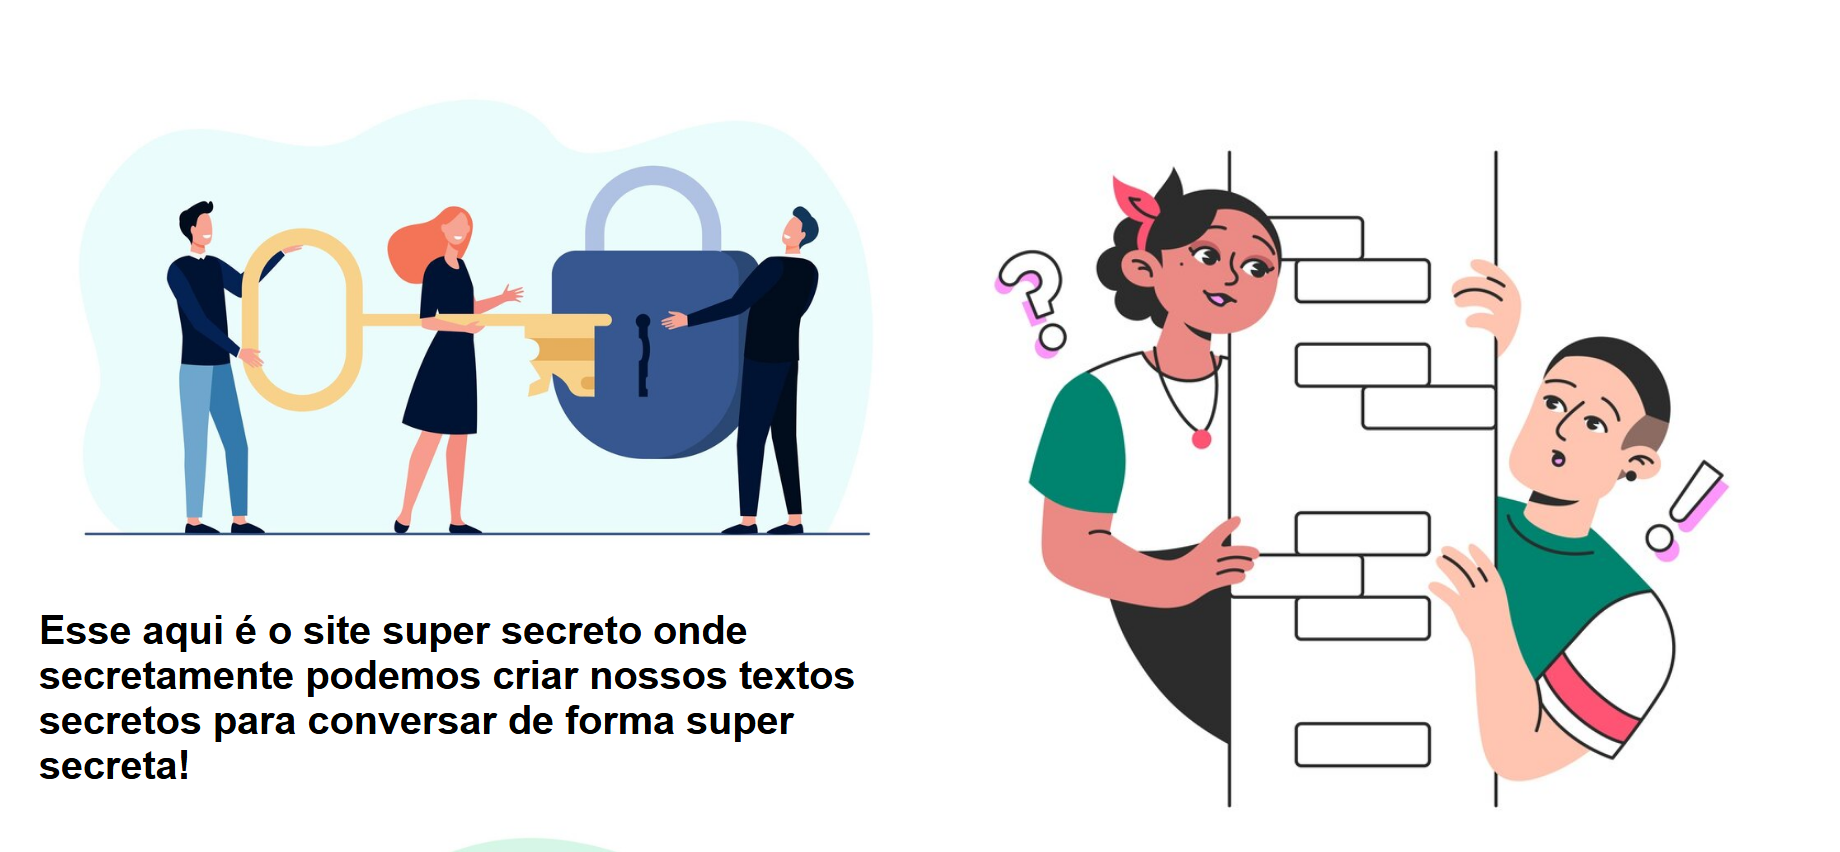 Esse aqui é o site super secreto onde
secretamente podemos criar nossos textos
secretos para conversar de forma super
secreta!